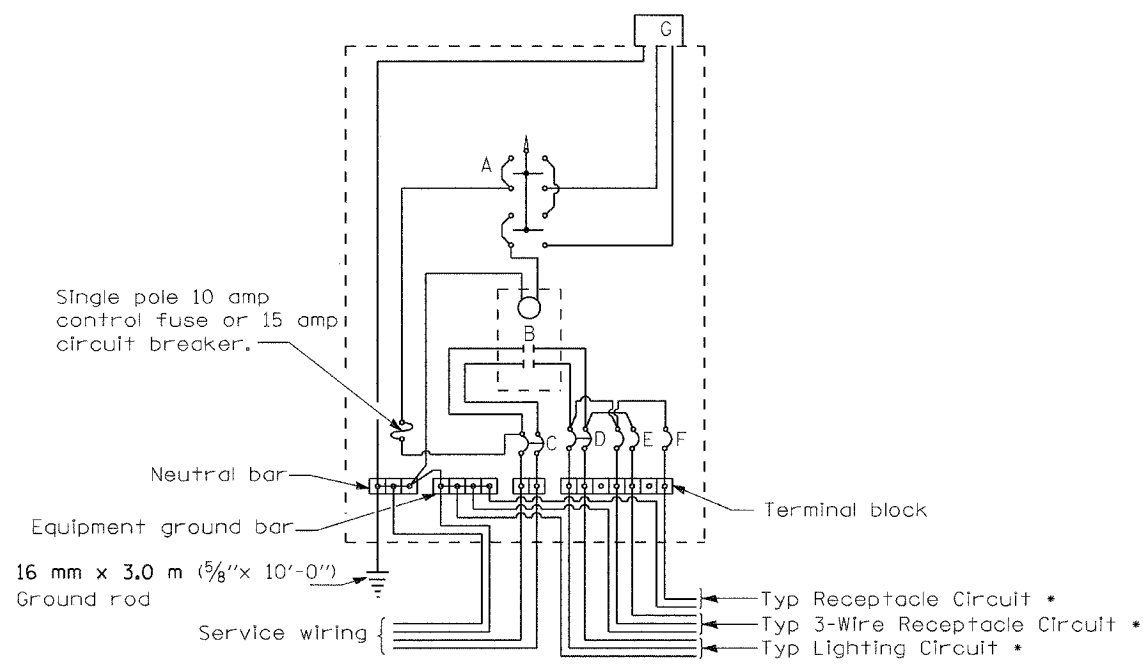 G
A
Single pole 10 amp
control fuse or 15 amp
circuit breaker.
B
C
D
E
F
Neutral bar
Equipment ground bar
Terminal block
16 mm x 3.0 m (5/8"x 10'-0")
Ground rod
Service wiring
Typ Receptacle Circuit *
Typ 3-Wire Receptacle Circuit *
Typ Lighting Circuit *